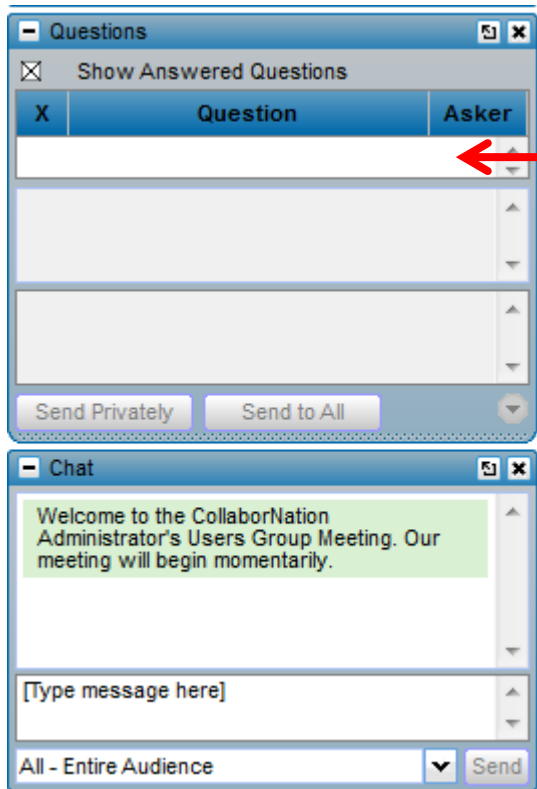 Questions
Show Answered Questions
X Question Asker
Send Privately Send to All
Chat
Welcome to the CollaborNation
Administrator's Users Group Meeting. Our
meeting will begin momentarily.
[Type message here]
All - Entire Audience Send